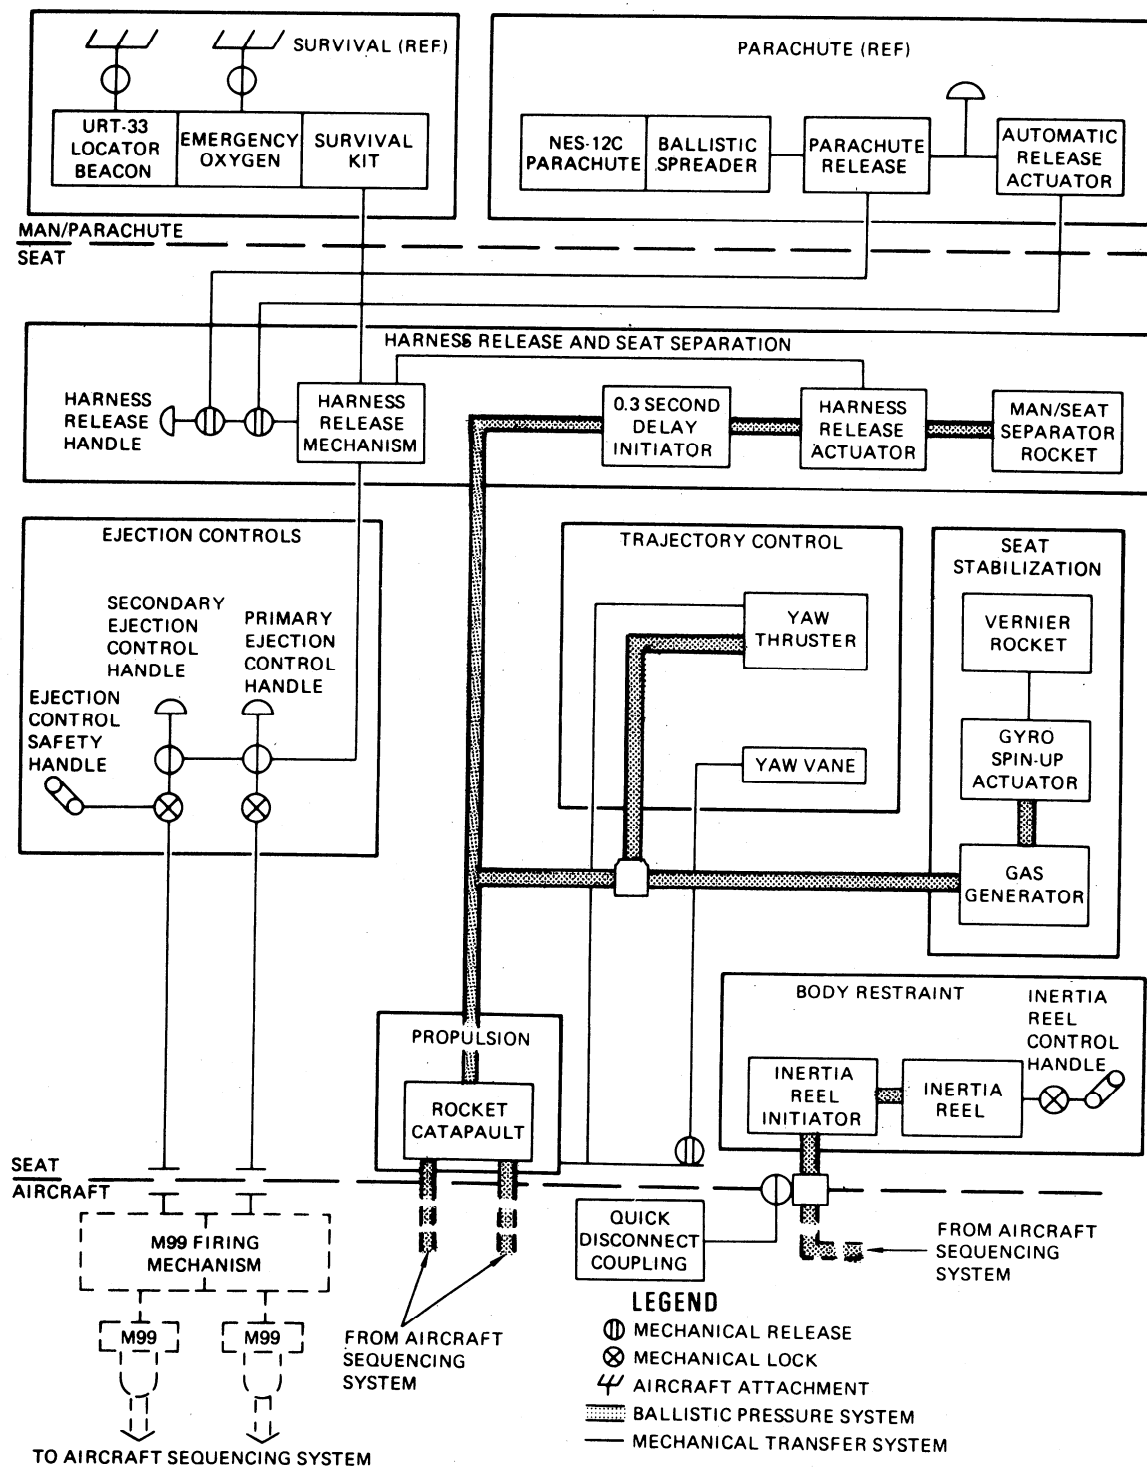 SURVIVAL (REF)
URT-33
LOCATOR
BEACON
EMERGENCY
OXYGEN
SURVIVAL
KIT
PARACHUTE (REF)
NES-12C
PARACHUTE
BALLISTIC
SPREADER
PARACHUTE
RELEASE
AUTOMATIC
RELEASE
ACTUATOR
MAN/PARACHUTE
SEAT
HARNESS RELEASE AND SEAT SEPARATION
HARNESS
RELEASE
HANDLE
HARNESS
RELEASE
MECHANISM
0.3 SECOND
DELAY
INITIATOR
HARNESS
RELEASE
ACTUATOR
MAN/SEAT
SEPARATOR
ROCKET
EJECTION CONTROLS
SECONDARY
EJECTION
CONTROL
HANDLE
PRIMARY
EJECTION
CONTROL
HANDLE
EJECTION
CONTROL
SAFETY
HANDLE
TRAJECTORY CONTROL
YAW
THRUSTER
YAW VANE
SEAT
STABILIZATION
VERNIER
ROCKET
GYRO
SPIN-UP
ACTUATOR
GAS
GENERATOR
PROPULSION
ROCKET
CATAPAULT
BODY RESTRAINT
INERTIA
REEL
CONTROL
HANDLE
INERTIA
REEL
INITIATOR
INERTIA
REEL
SEAT
AIRCRAFT
M99 FIRING
MECHANISM
M99
M99
TO AIRCRAFT SEQUENCING SYSTEM
FROM AIRCRAFT
SEQUENCING
SYSTEM
QUICK
DISCONNECT
COUPLING
FROM AIRCRAFT
SEQUENCING
SYSTEM
LEGEND
MECHANICAL RELEASE
MECHANICAL LOCK
AIRCRAFT ATTACHMENT
BALLISTIC PRESSURE SYSTEM
MECHANICAL TRANSFER SYSTEM